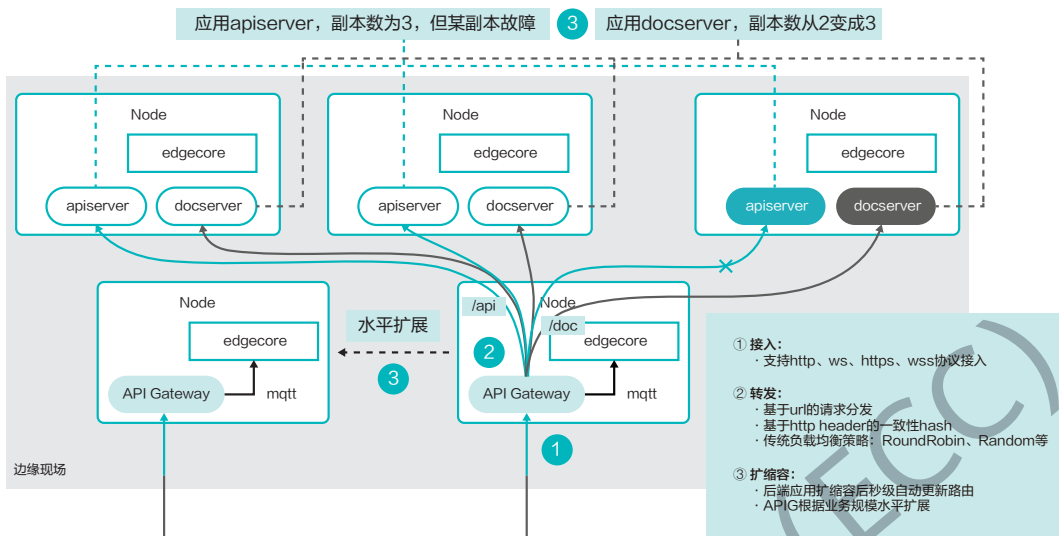 应用apiserver，副本数为3，但某副本故障
3
应用docserver，副本数从2变成3
Node
edgecore
apiserver
docserver
Node
edgecore
apiserver
docserver
Node
edgecore
apiserver
docserver
Node
edgecore
API Gateway
mqtt
水平扩展
3
/api
Node
/doc
2
edgecore
API Gateway
mqtt
1
边缘现场
① 接入：
· 支持http、ws、https、wss协议接入
② 转发：
· 基于url的请求分发
· 基于http header的一致性hash
· 传统负载均衡策略：RoundRobin、Random等
③ 扩缩容：
· 后端应用扩缩容后秒级自动更新路由
· APIG根据业务规模水平扩展
(ECC)